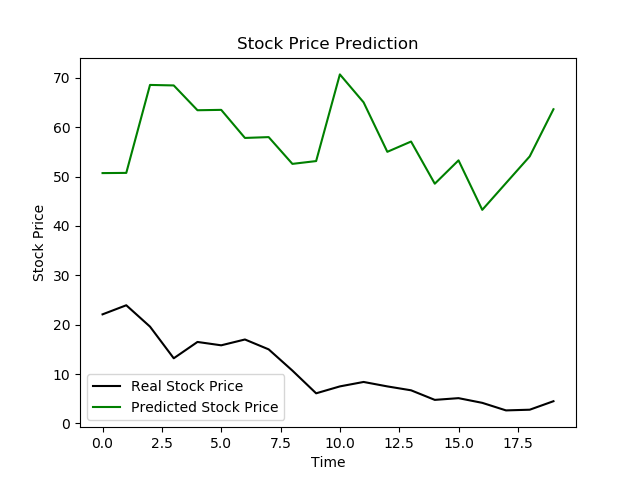 Stock Price Prediction
70
60
50
40
30
20
10
0
Stock Price
Real Stock Price
Predicted Stock Price
0.0 2.5 5.0 7.5 10.0 12.5 15.0 17.5
Time